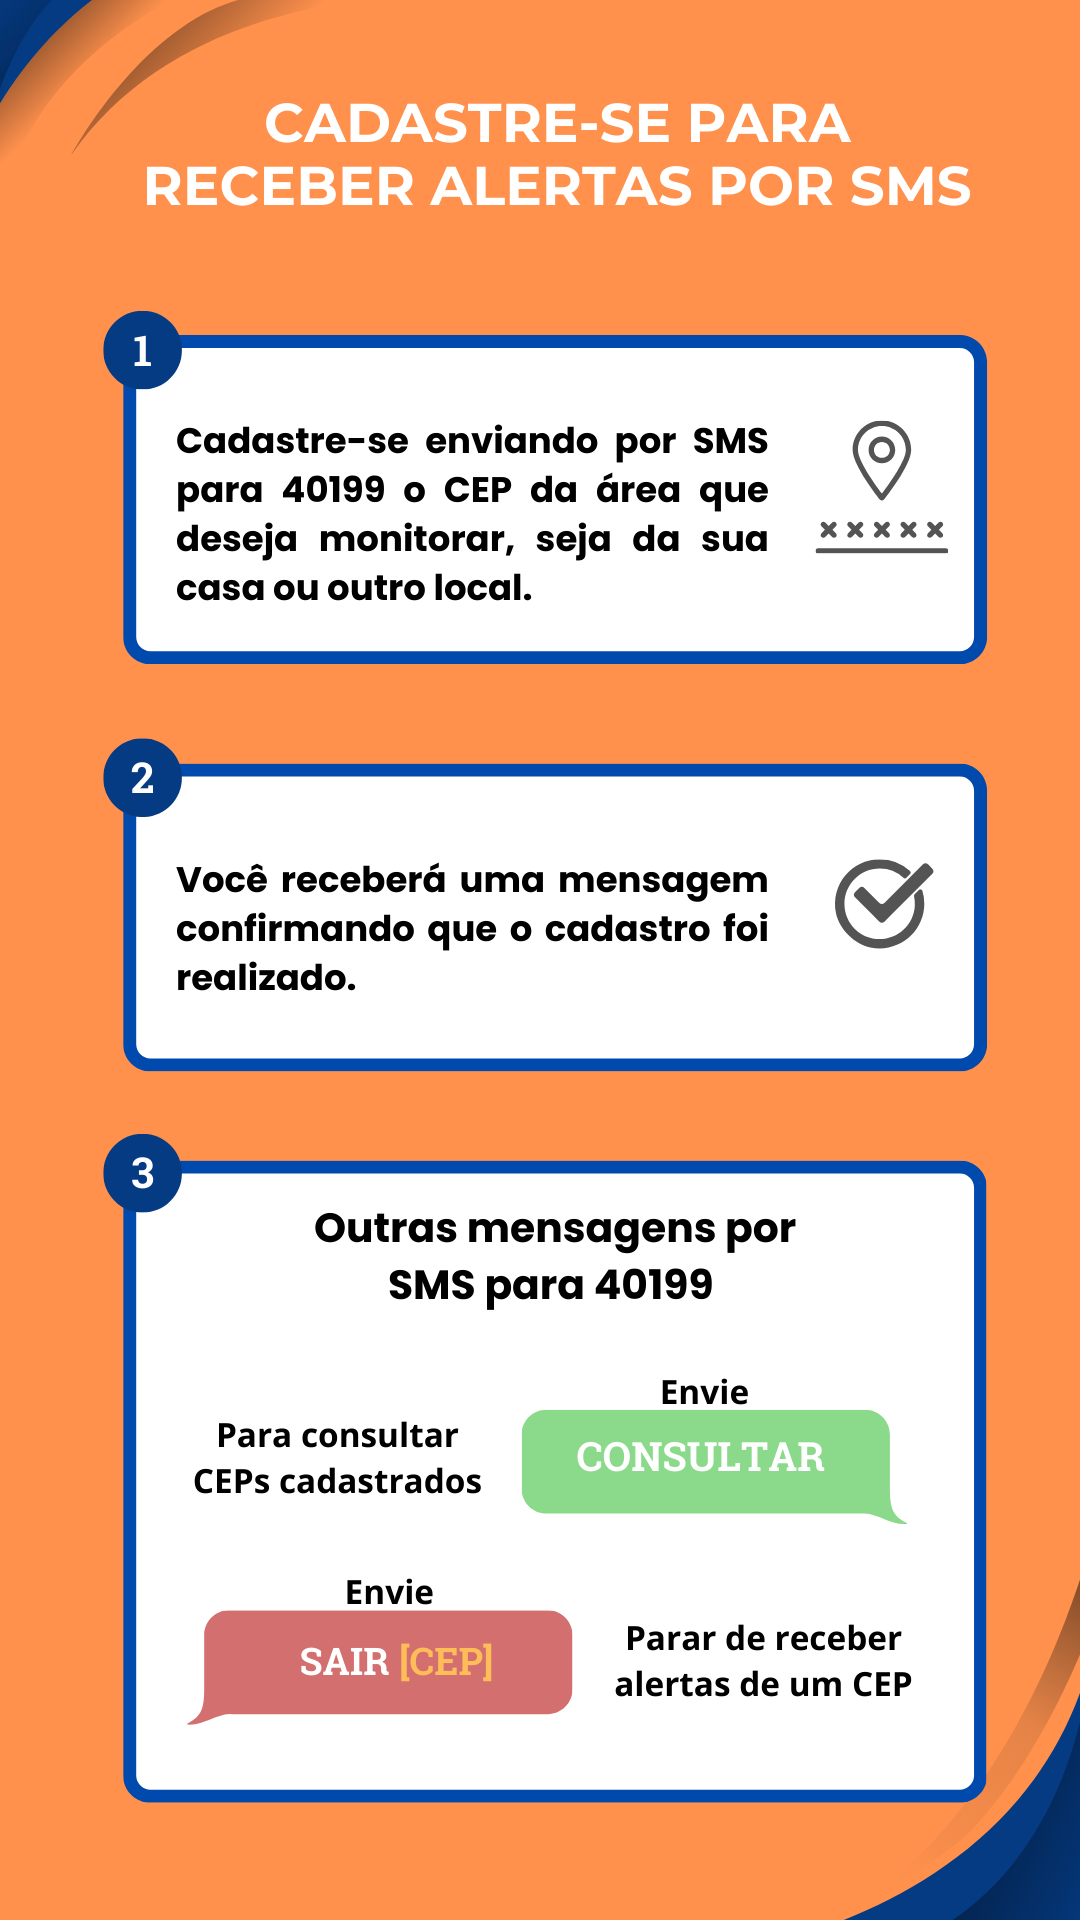 CADASTRE-SE PARA
RECEBER ALERTAS POR SMS
1
Cadastre-se enviando por SMS
para 40199 o CEP da área que
deseja monitorar, seja da sua
casa ou outro local.
2
Você receberá uma mensagem
confirmando que o cadastro foi
realizado.
3
Outras mensagens por
SMS para 40199
Para consultar
CEPs cadastrados
Envie
CONSULTAR
Envie
SAIR [CEP]
Parar de receber
alertas de um CEP